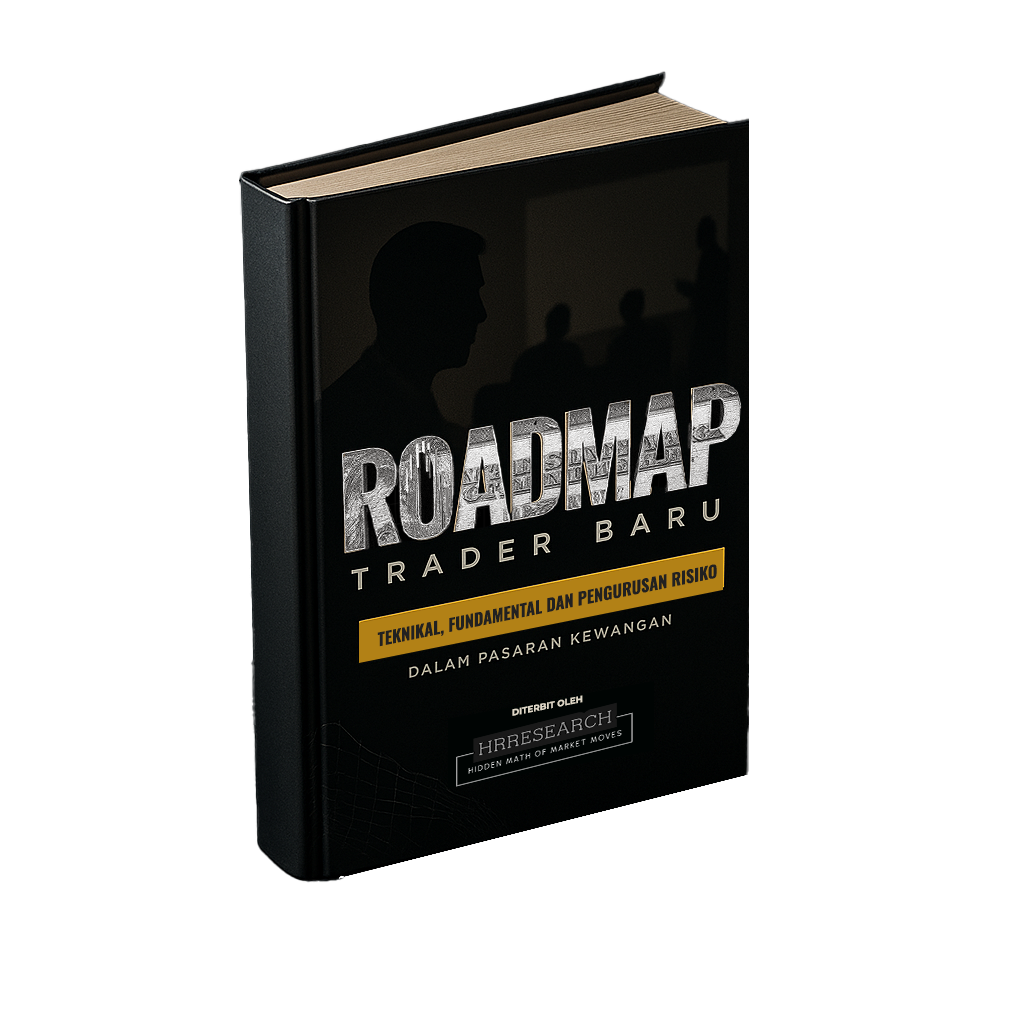 ROADMAP
TRADER BARU
TEKNIKAL, FUNDAMENTAL DAN PENGURUSAN RISIKO
DALAM PASARAN KEWANGAN
DITERBIT OLEH
HRRESEARCH
HIDDEN MATH OF MARKET MOVES